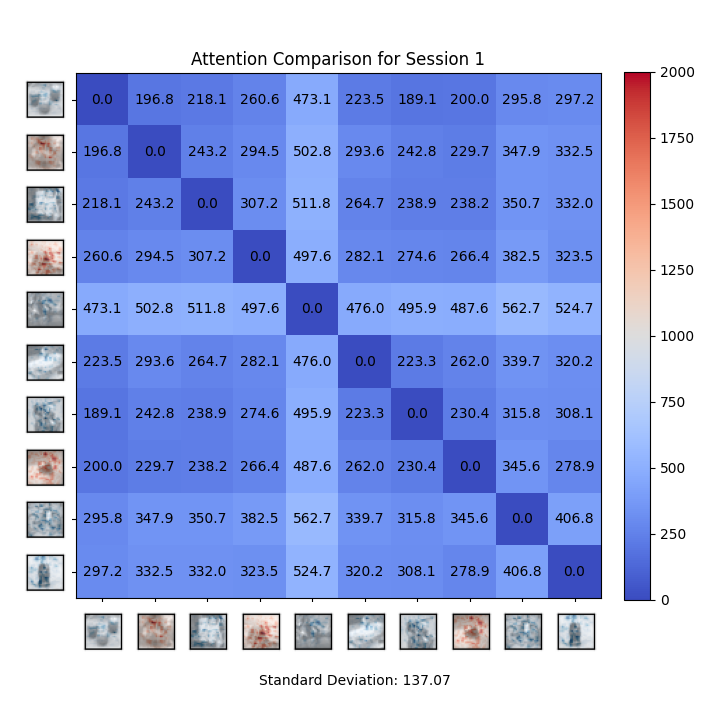 Attention Comparison for Session 1
0.0 196.8 218.1 260.6 473.1 223.5 189.1 200.0 295.8 297.2
196.8 0.0 243.2 294.5 502.8 293.6 242.8 229.7 347.9 332.5
218.1 243.2 0.0 307.2 511.8 264.7 238.9 238.2 350.7 332.0
260.6 294.5 307.2 0.0 497.6 282.1 274.6 266.4 382.5 323.5
473.1 502.8 511.8 497.6 0.0 476.0 495.9 487.6 562.7 524.7
223.5 293.6 264.7 282.1 476.0 0.0 223.3 262.0 339.7 320.2
189.1 242.8 238.9 274.6 495.9 223.3 0.0 230.4 315.8 308.1
200.0 229.7 238.2 266.4 487.6 262.0 230.4 0.0 345.6 278.9
295.8 347.9 350.7 382.5 562.7 339.7 315.8 345.6 0.0 406.8
297.2 332.5 332.0 323.5 524.7 320.2 308.1 278.9 406.8 0.0
2000
1750
1500
1250
1000
750
500
250
0
Standard Deviation: 137.07